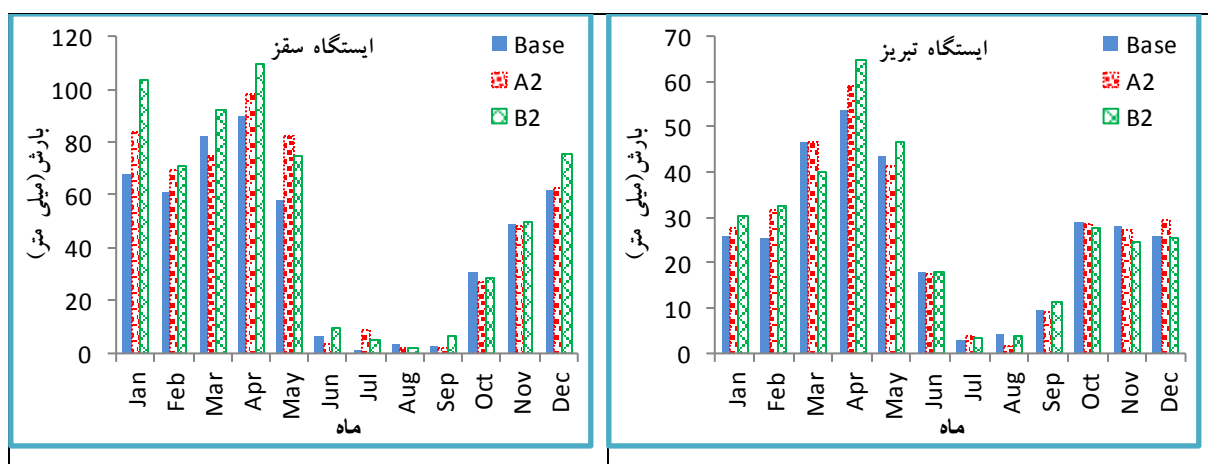 ایستگاه سقز
Base
A2
B2
بارش(میلی متر)
120
100
80
60
40
20
0
Jan
Feb
Mar
Apr
May
Jun
Jul
Aug
Sep
Oct
Nov
Dec
ماه
ایستگاه تبریز
Base
A2
B2
بارش(میلی متر)
70
60
50
40
30
20
10
0
Jan
Feb
Mar
Apr
May
Jun
Jul
Aug
Sep
Oct
Nov
Dec
ماه